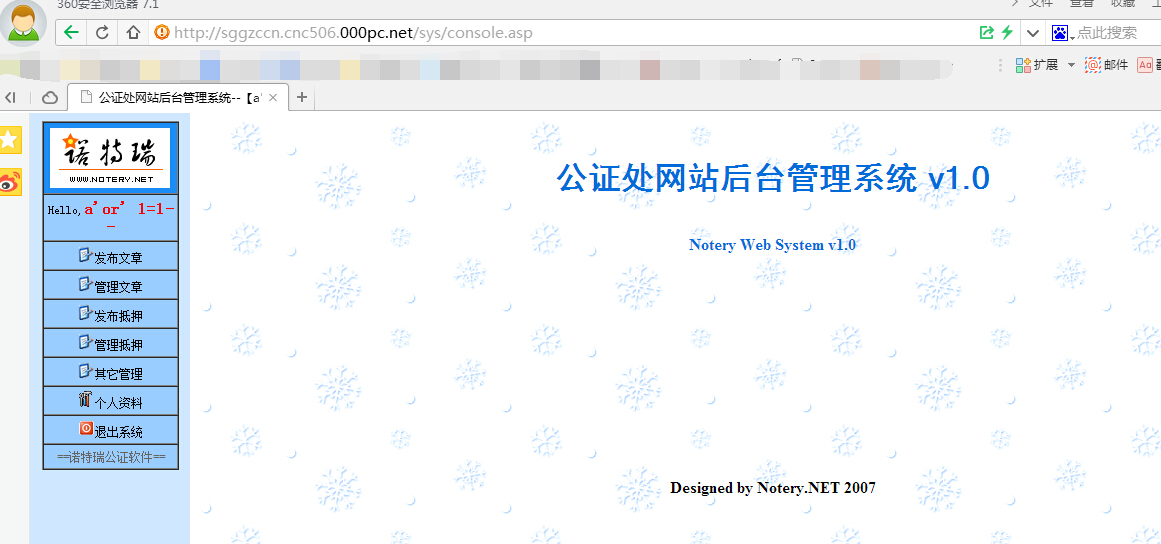 360安全浏览器 7.1
文件 查看 收藏
http://sggzccn.cnc506.000pc.net/sys/console.asp
点此搜索
扩展 邮件
公证处网站后台管理系统--【a'
诺特瑞
WWW.NOTERY.NET
Hello,a'or' 1=1-
-
发布文章
管理文章
发布抵押
管理抵押
其它管理
个人资料
退出系统
==诺特瑞公证软件==
公证处网站后台管理系统 v1.0
Notery Web System v1.0
Designed by Notery.NET 2007